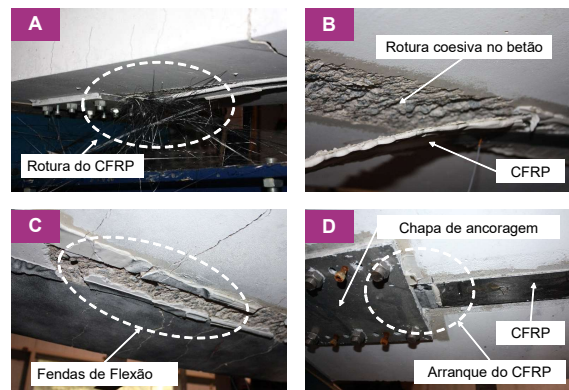 A
Rotura do CFRP
B
Rotura coesiva no betão
CFRP
C
Fendas de Flexão
D
Chapa de ancoragem
CFRP
Arranque do CFRP